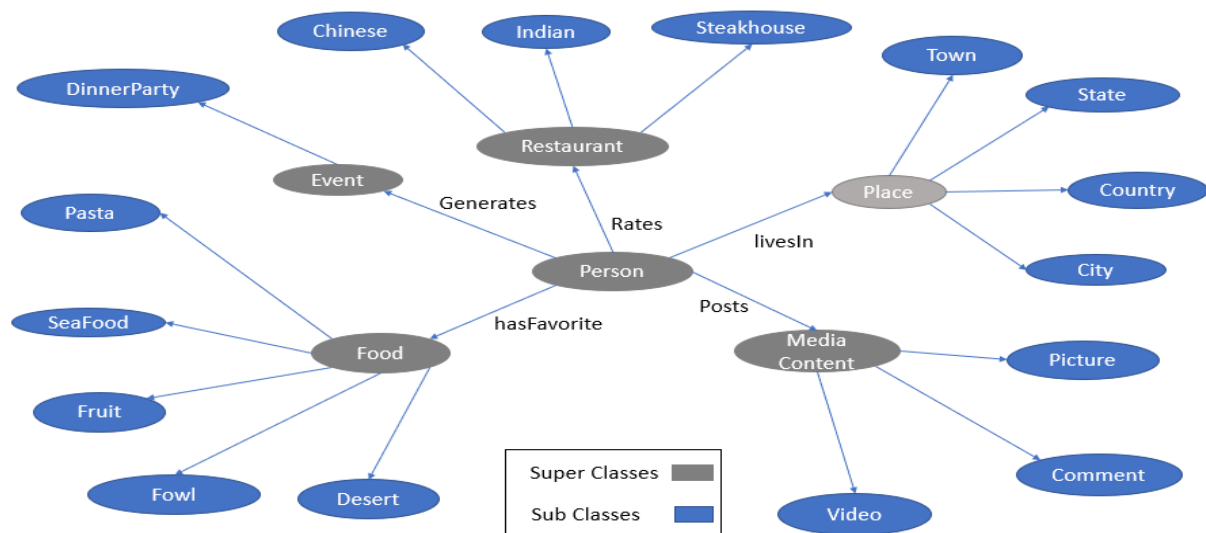 Chinese
Indian
Steakhouse
Town
DinnerParty
State
Restaurant
Event
Place
Country
Pasta
Generates
Rates
livesIn
Person
City
Posts
SeaFood
hasFavorite
Food
Media
Content
Picture
Fruit
Super Classes
Comment
Fowl
Desert
Sub Classes
Video